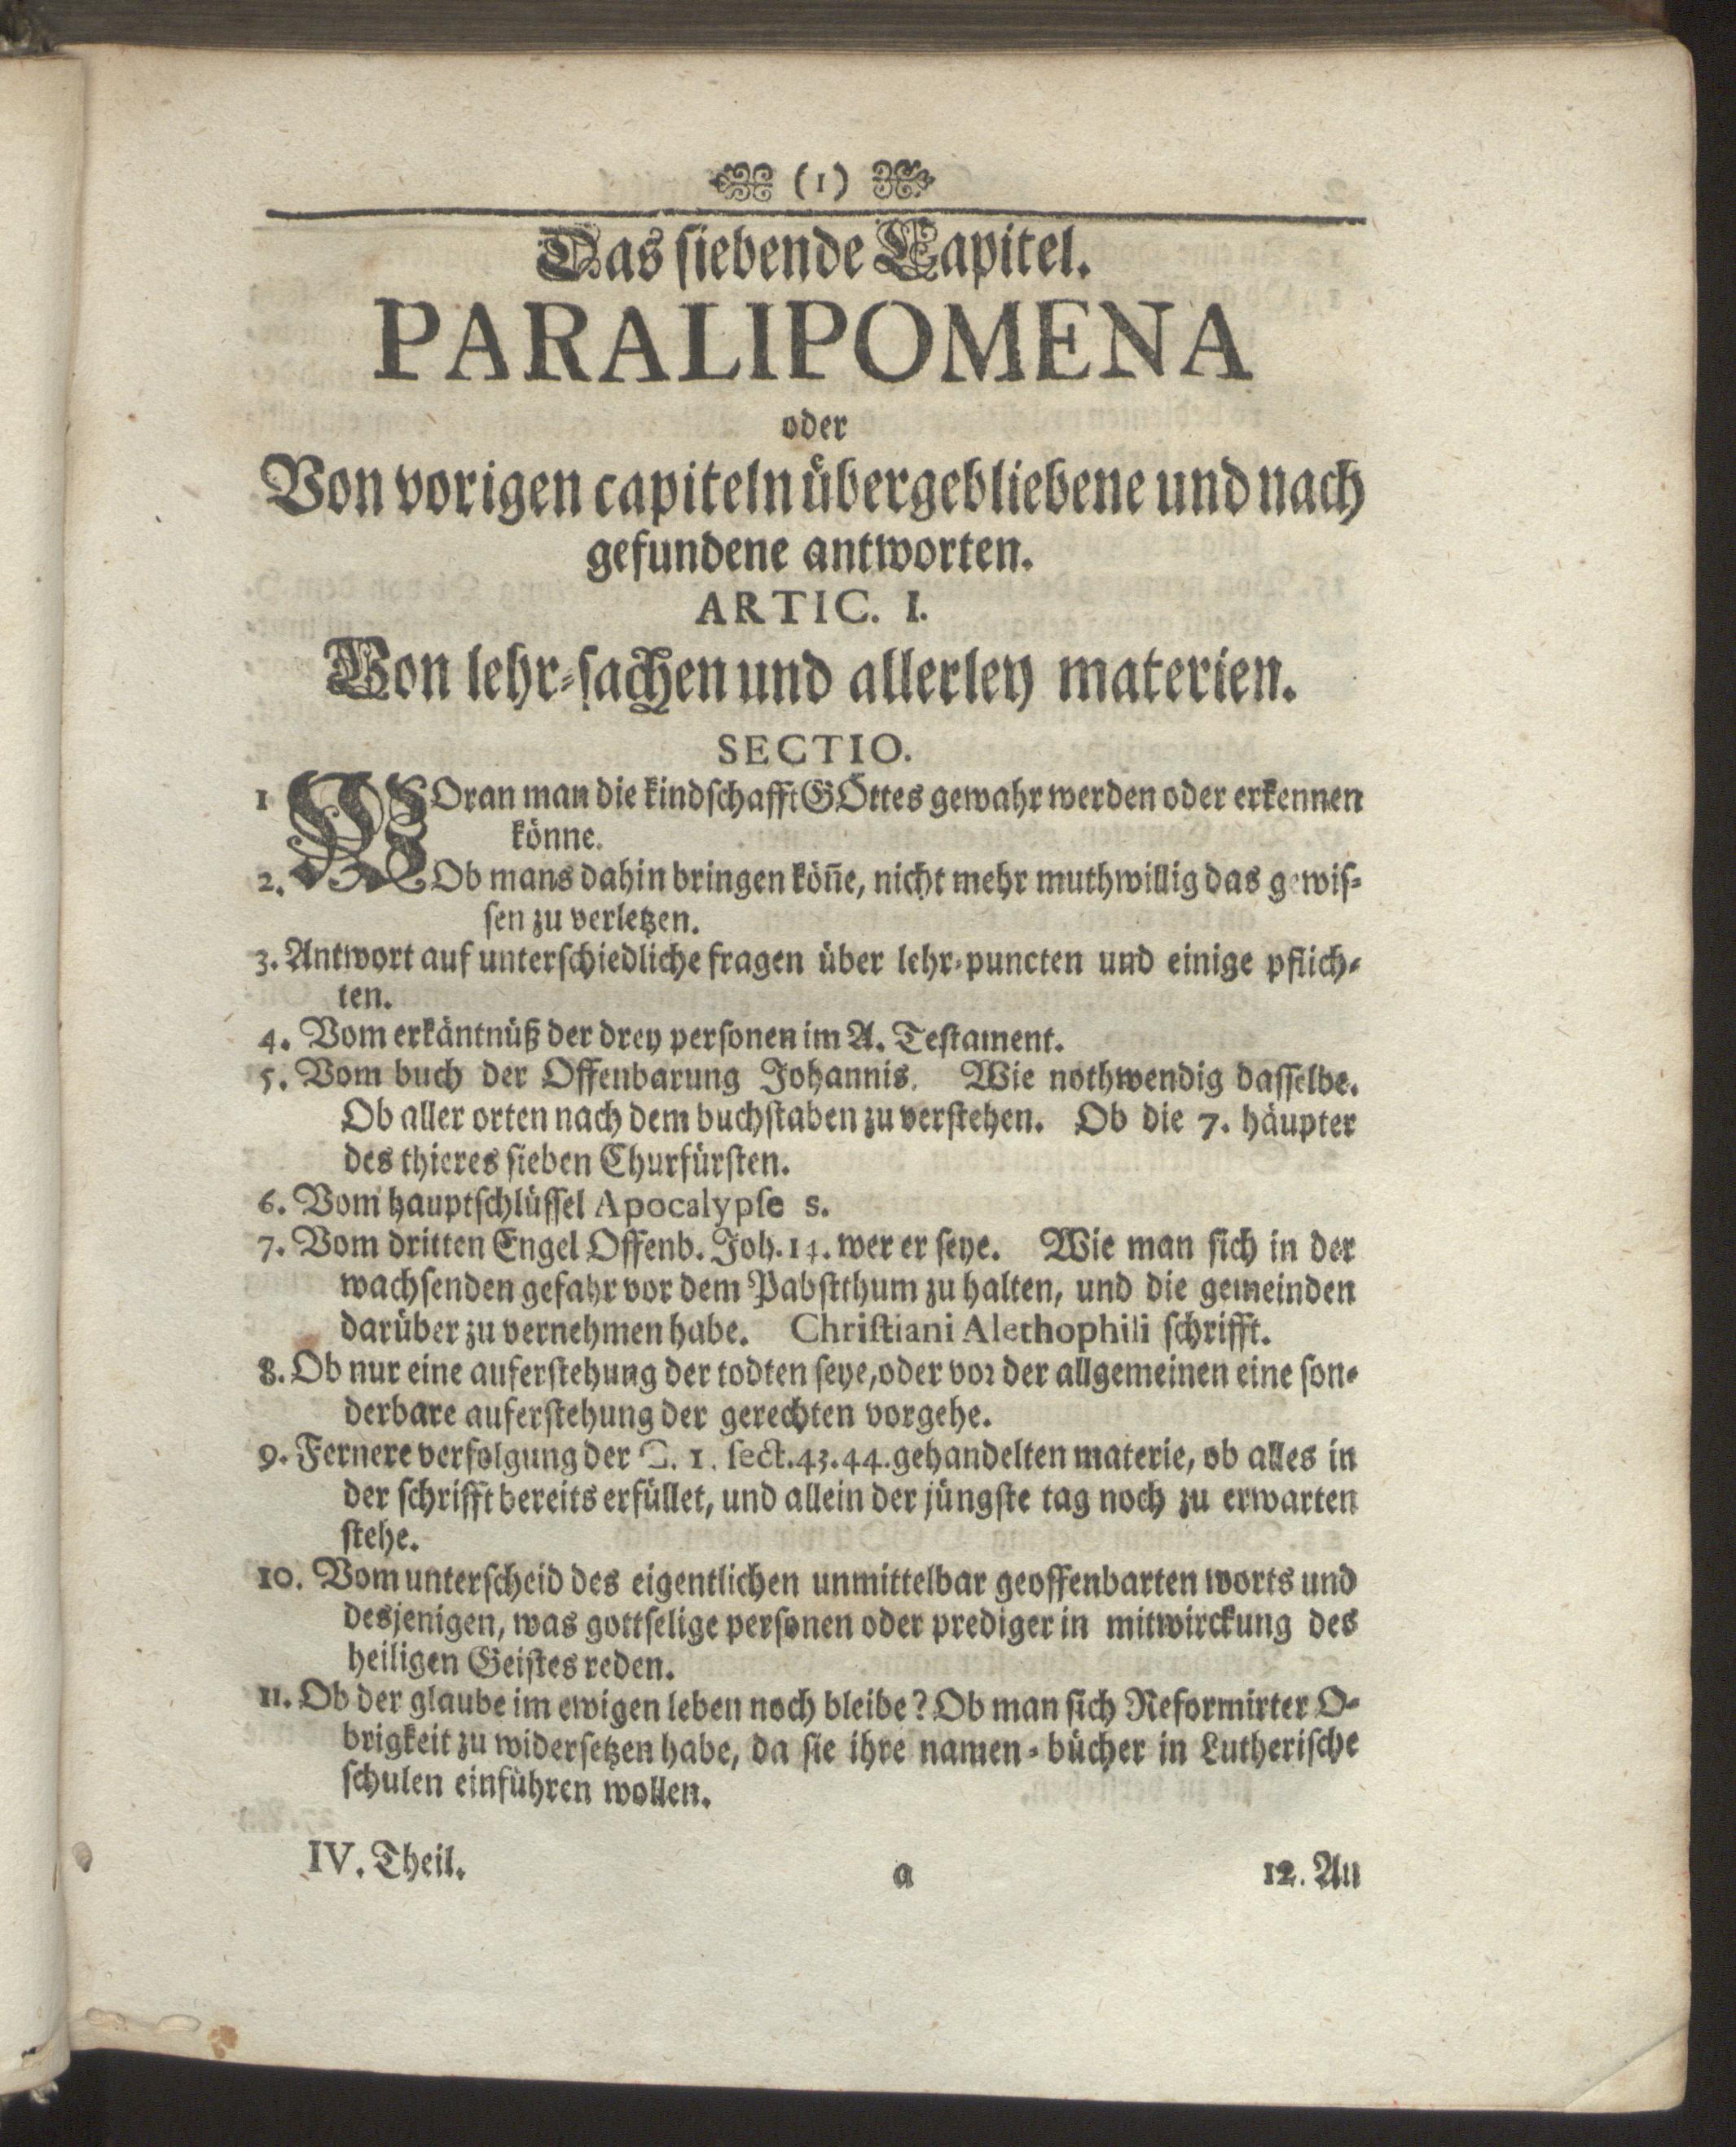 (1)
Das siebende Capitel.
PARALIPOMENA
oder
Von vorigen capiteln übergebliebene und nach
gefundene antworten.
ARTIC. I.
Von lehr-sachen und allerley materien.
SECTIO.
1 WOran man die kindschafft GOttes gewahr werden oder erkennen
könne.
2. Ob mans dahin bringen köñe, nicht mehr muthwillig das gewis-
sen zu verletzen.
3. Antwort auf unterschiedliche fragen über lehr-puncten und einige pflich-
ten.
4. Vom erkäntnüß der drey personen im A. Testament.
5. Vom buch der Offenbarung Johannis. Wie nothwendig dasselbe.
Ob aller orten nach dem buchstaben zu verstehen. Ob die 7. häupter
des thieres sieben Churfürsten.
6. Vom hauptschlüssel Apocalypse s.
7. Vom dritten Engel Offenb. Joh. 14. wer er seye. Wie man sich in der
wachsenden gefahr vor dem Pabstthum zu halten, und die gemeinden
darüber zu vernehmen habe. Christiani Alethophili schrifft.
8. Ob nur eine auferstehung der todten seye, oder vor der allgemeinen eine son-
derbare auferstehung der gerechten vorgehe.
9. Fernere verfolgung der C. 1. sect. 43. 44. gehandelten materie, ob alles in
der schrifft bereits erfüllet, und allein der jüngste tag noch zu erwarten
stehe.
10. Vom unterscheid des eigentlichen unmittelbar geoffenbarten worts und
desjenigen, was gottselige personen oder prediger in mitwirckung des
heiligen Geistes reden.
11. Ob der glaube im ewigen leben noch bleibe? Ob man sich Reformirter O-
brigkeit zu widersetzen habe, da sie ihre namen-bücher in Lutherische
schulen einführen wollen.
IV. Theil. a 12. An